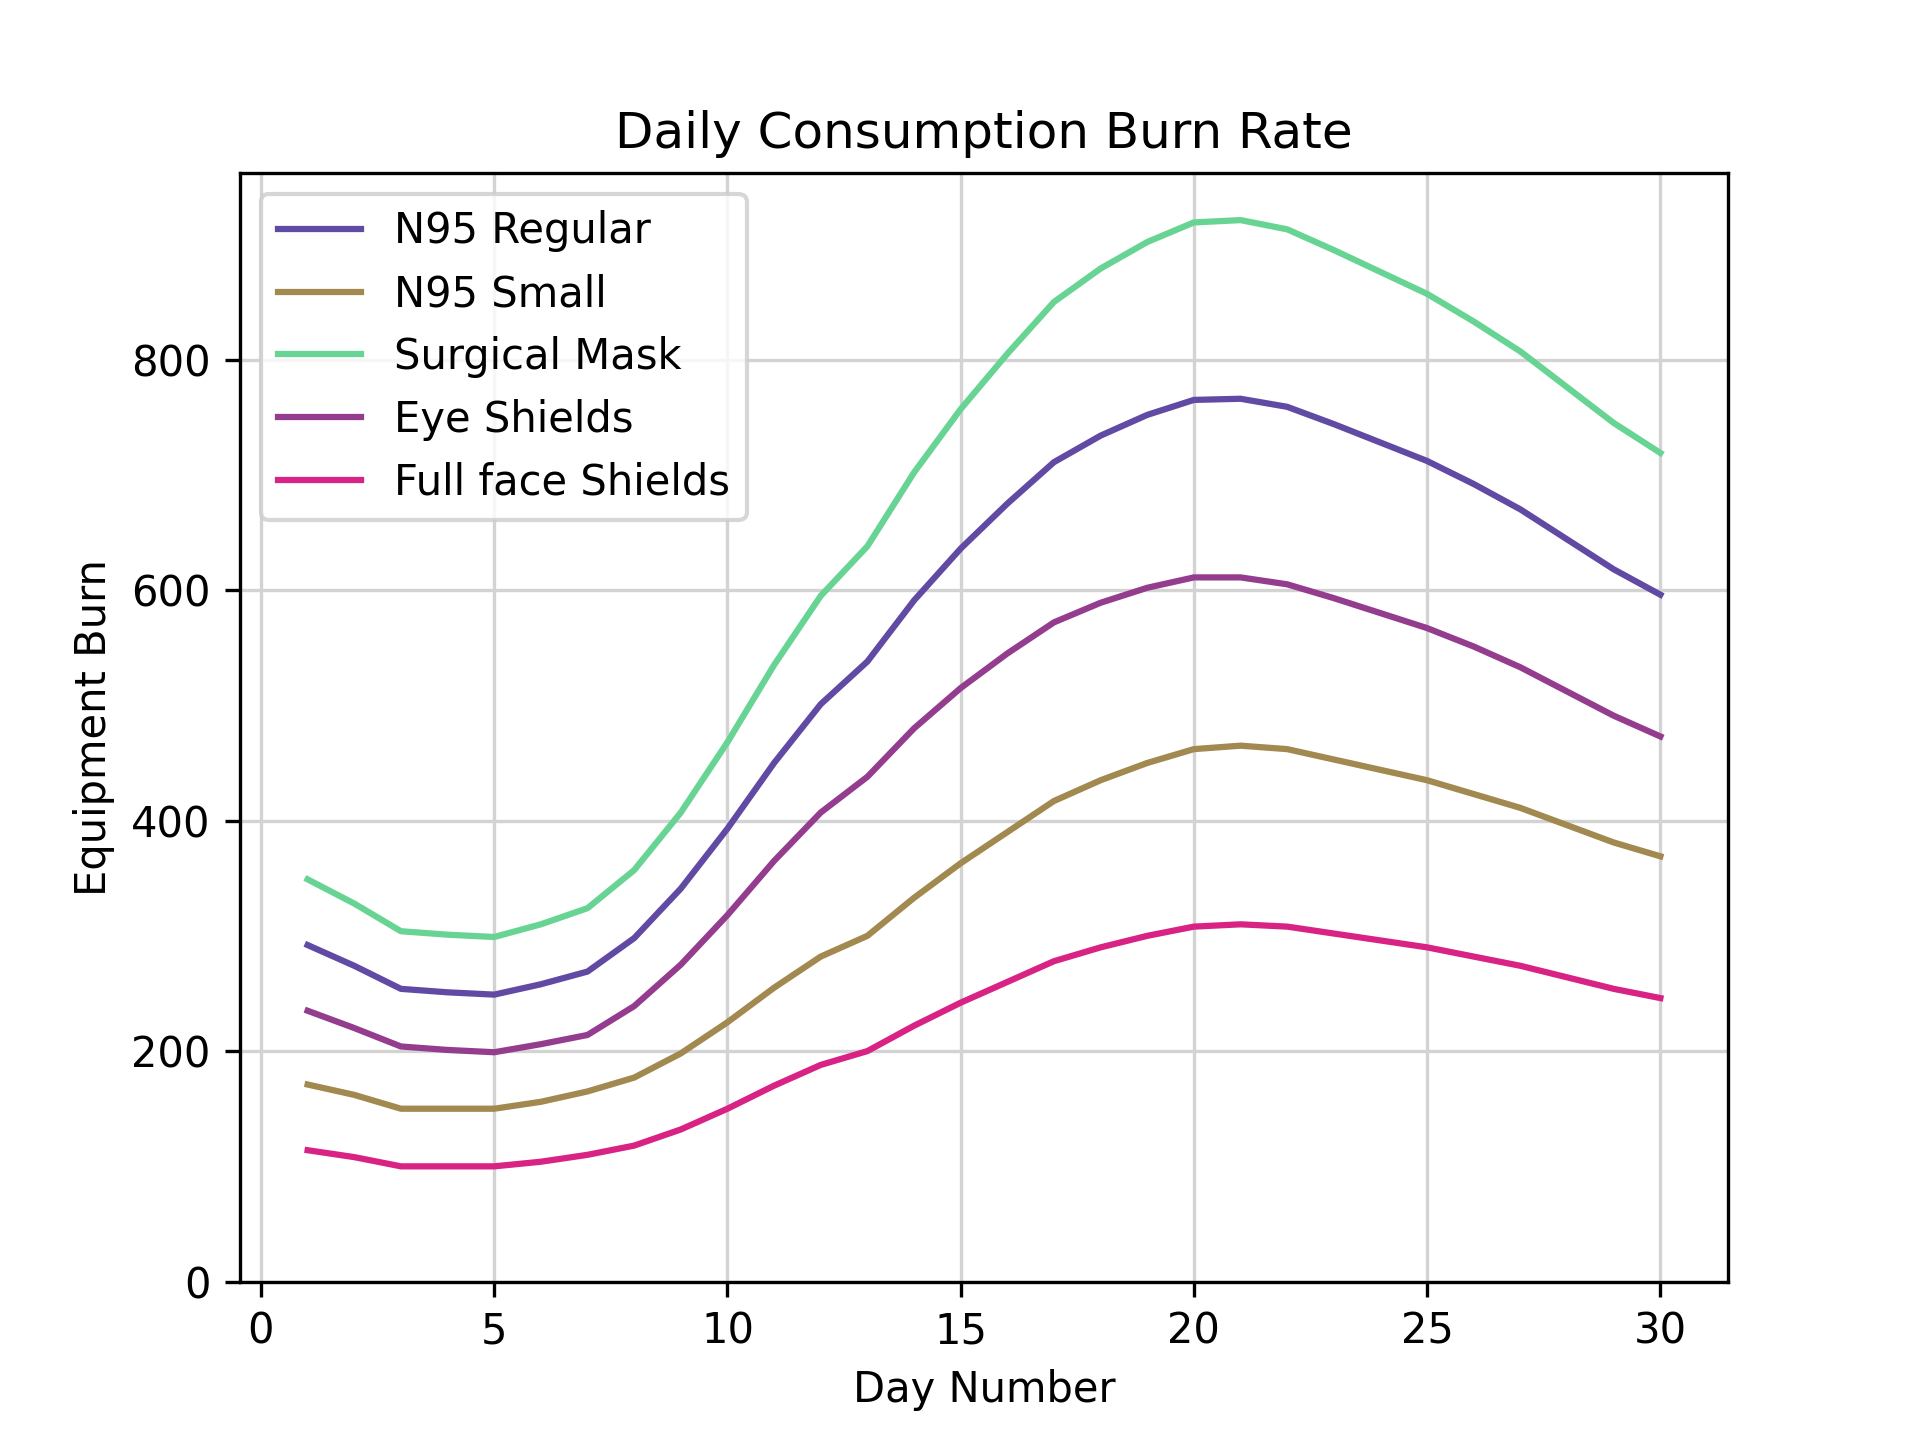 Daily Consumption Burn Rate
N95 Regular
N95 Small
Surgical Mask
Eye Shields
Full face Shields
Equipment Burn
800
600
400
200
0
0 5 10 15 20 25 30
Day Number